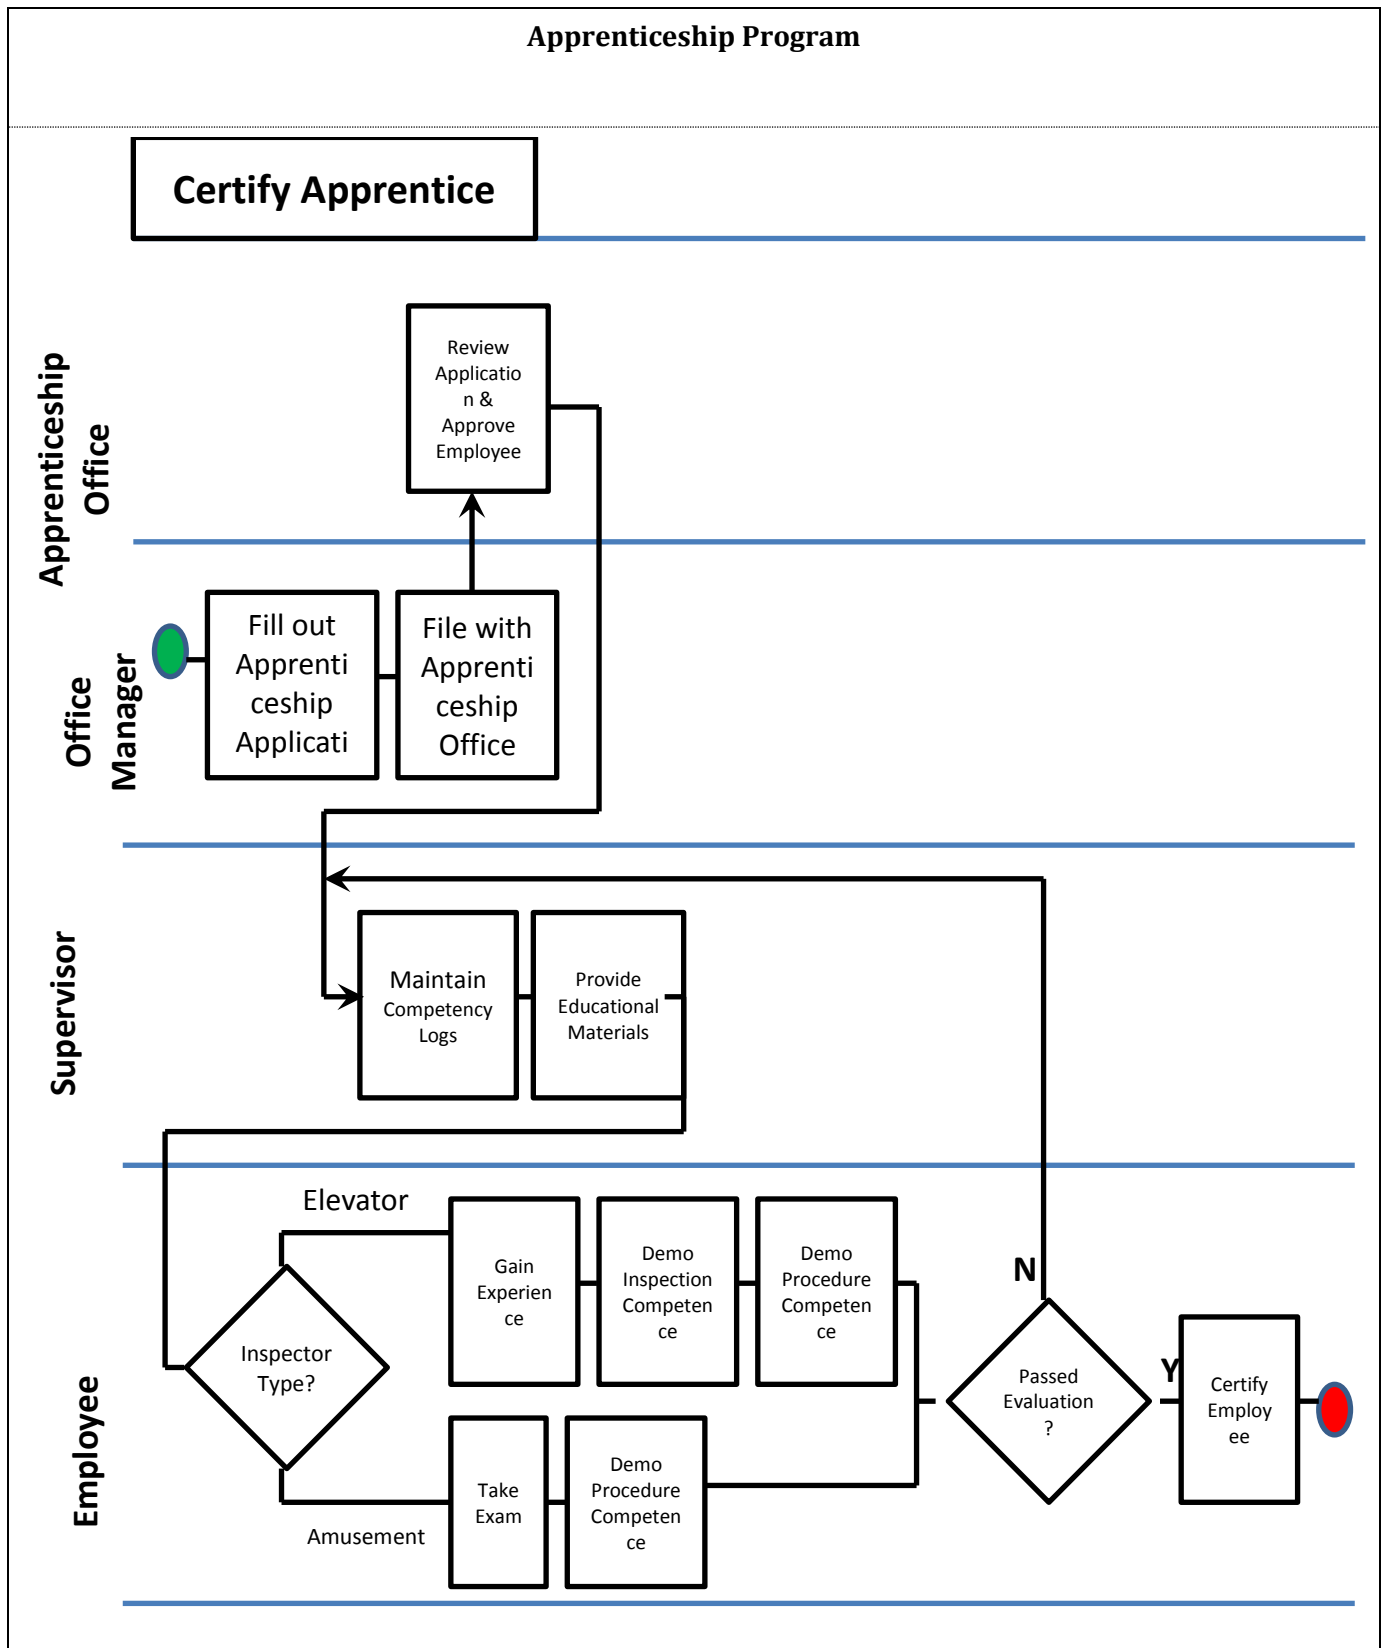 Apprenticeship Program
Certify Apprentice
Apprenticeship
Office
Review
Applicatio
n &
Approve
Employee
Office
Manager
Fill out
Apprenti
ceship
Applicati
File with
Apprenti
ceship
Office
Supervisor
Maintain
Competency
Logs
Provide
Educational
Materials
Employee
Inspector
Type?
Elevator
Gain
Experien
ce
Demo
Inspection
Competen
ce
Demo
Procedure
Competen
ce
Amusement
Take
Exam
Demo
Procedure
Competen
ce
N
Passed
Evaluation
?
Y
Certify
Employ
ee